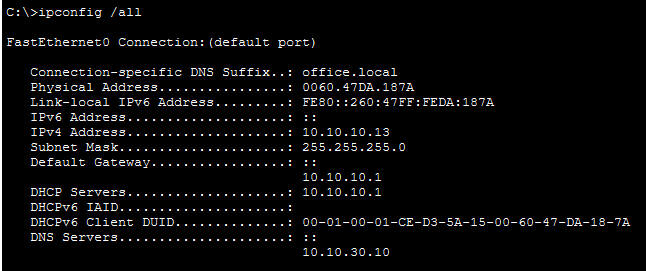 C:\>ipconfig /all
FastEthernet0 Connection:(default port)
Connection-specific DNS Suffix..: office.local
Physical Address................: 0060.47DA.187A
Link-local IPv6 Address.........: FE80::260:47FF:FEDA:187A
IPv6 Address....................: ::
IPv4 Address....................: 10.10.10.13
Subnet Mask.....................: 255.255.255.0
Default Gateway.................: ::
10.10.10.1
DHCP Servers....................: 10.10.10.1
DHCPv6 IAID.....................:
DHCPv6 Client DUID..............: 00-01-00-01-CE-D3-5A-15-00-60-47-DA-18-7A
DNS Servers.....................: ::
10.10.30.10